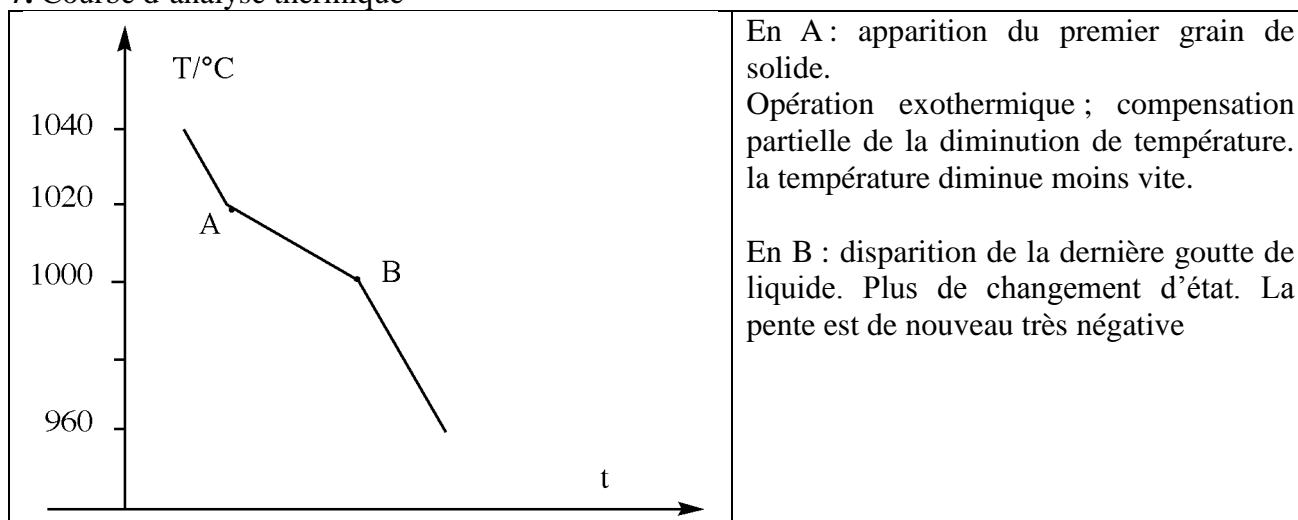 7. Courbe d'analyse thermique
T/°C
1040
1020
A
1000
B
960
t
En A : apparition du premier grain de
solide.
Opération exothermique ; compensation
partielle de la diminution de température.
la température diminue moins vite.
En B : disparition de la dernière goutte de
liquide. Plus de changement d'état. La
pente est de nouveau très négative